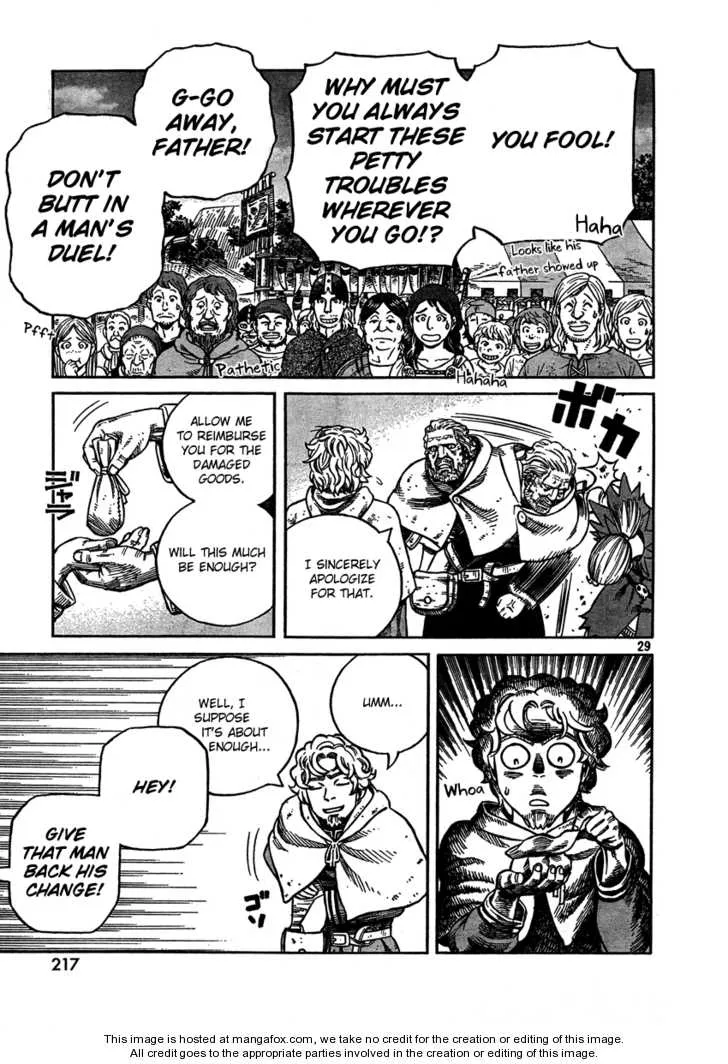 YOU FOOL!
Haha
Looks like his
father showed up
WHY MUST
YOU ALWAYS
START THESE
PETTY
TROUBLES
WHEREVER
YOU GO!?
G-GO
AWAY,
FATHER!
DON'T
BUTT IN
A MAN'S
DUEL!
Pfft
Pathetic
Hahaha
ボカ
I SINCERELY
APOLOGIZE
FOR THAT.
ALLOW ME
TO REIMBURSE
YOU FOR THE
DAMAGED
GOODS.
WILL THIS MUCH
BE ENOUGH?
ジャ
29
Whoa
UMM...
WELL, I
SUPPOSE
IT'S ABOUT
ENOUGH...
ゴソ
HEY!
GIVE
THAT MAN
BACK HIS
CHANGE!
217
This image is hosted at mangafox.com, we take no credit for the creation or editing of this image.
All credit goes to the appropriate parties involved in the creation and editing of this image.